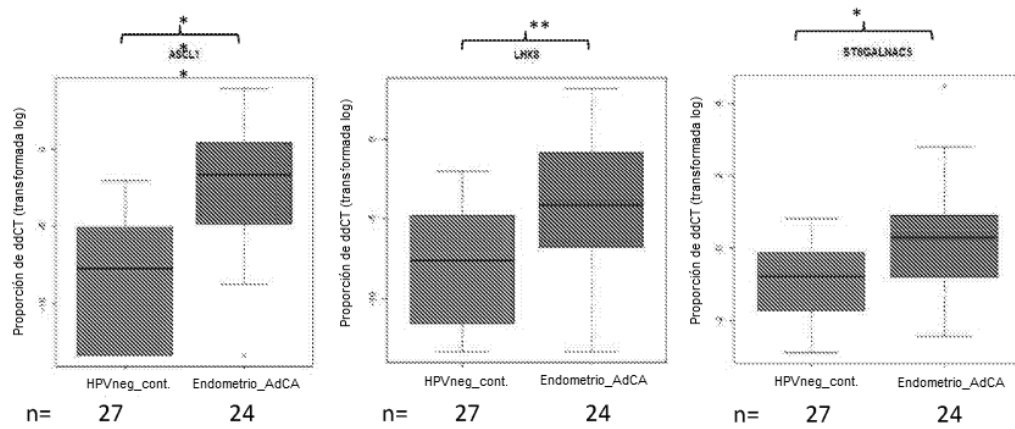 *
*
*
ASCL1
**
LHX8
*
ST6GALNAC5
Proporción de ddCT (transformada log)
HPVneg_cont.
Endometrio_AdCA
n= 27 24
Proporción de ddCT (transformada log)
HPVneg_cont.
Endometrio_AdCA
n= 27 24
Proporción de ddCT (transformada log)
HPVneg_cont.
Endometrio_AdCA
n= 27 24